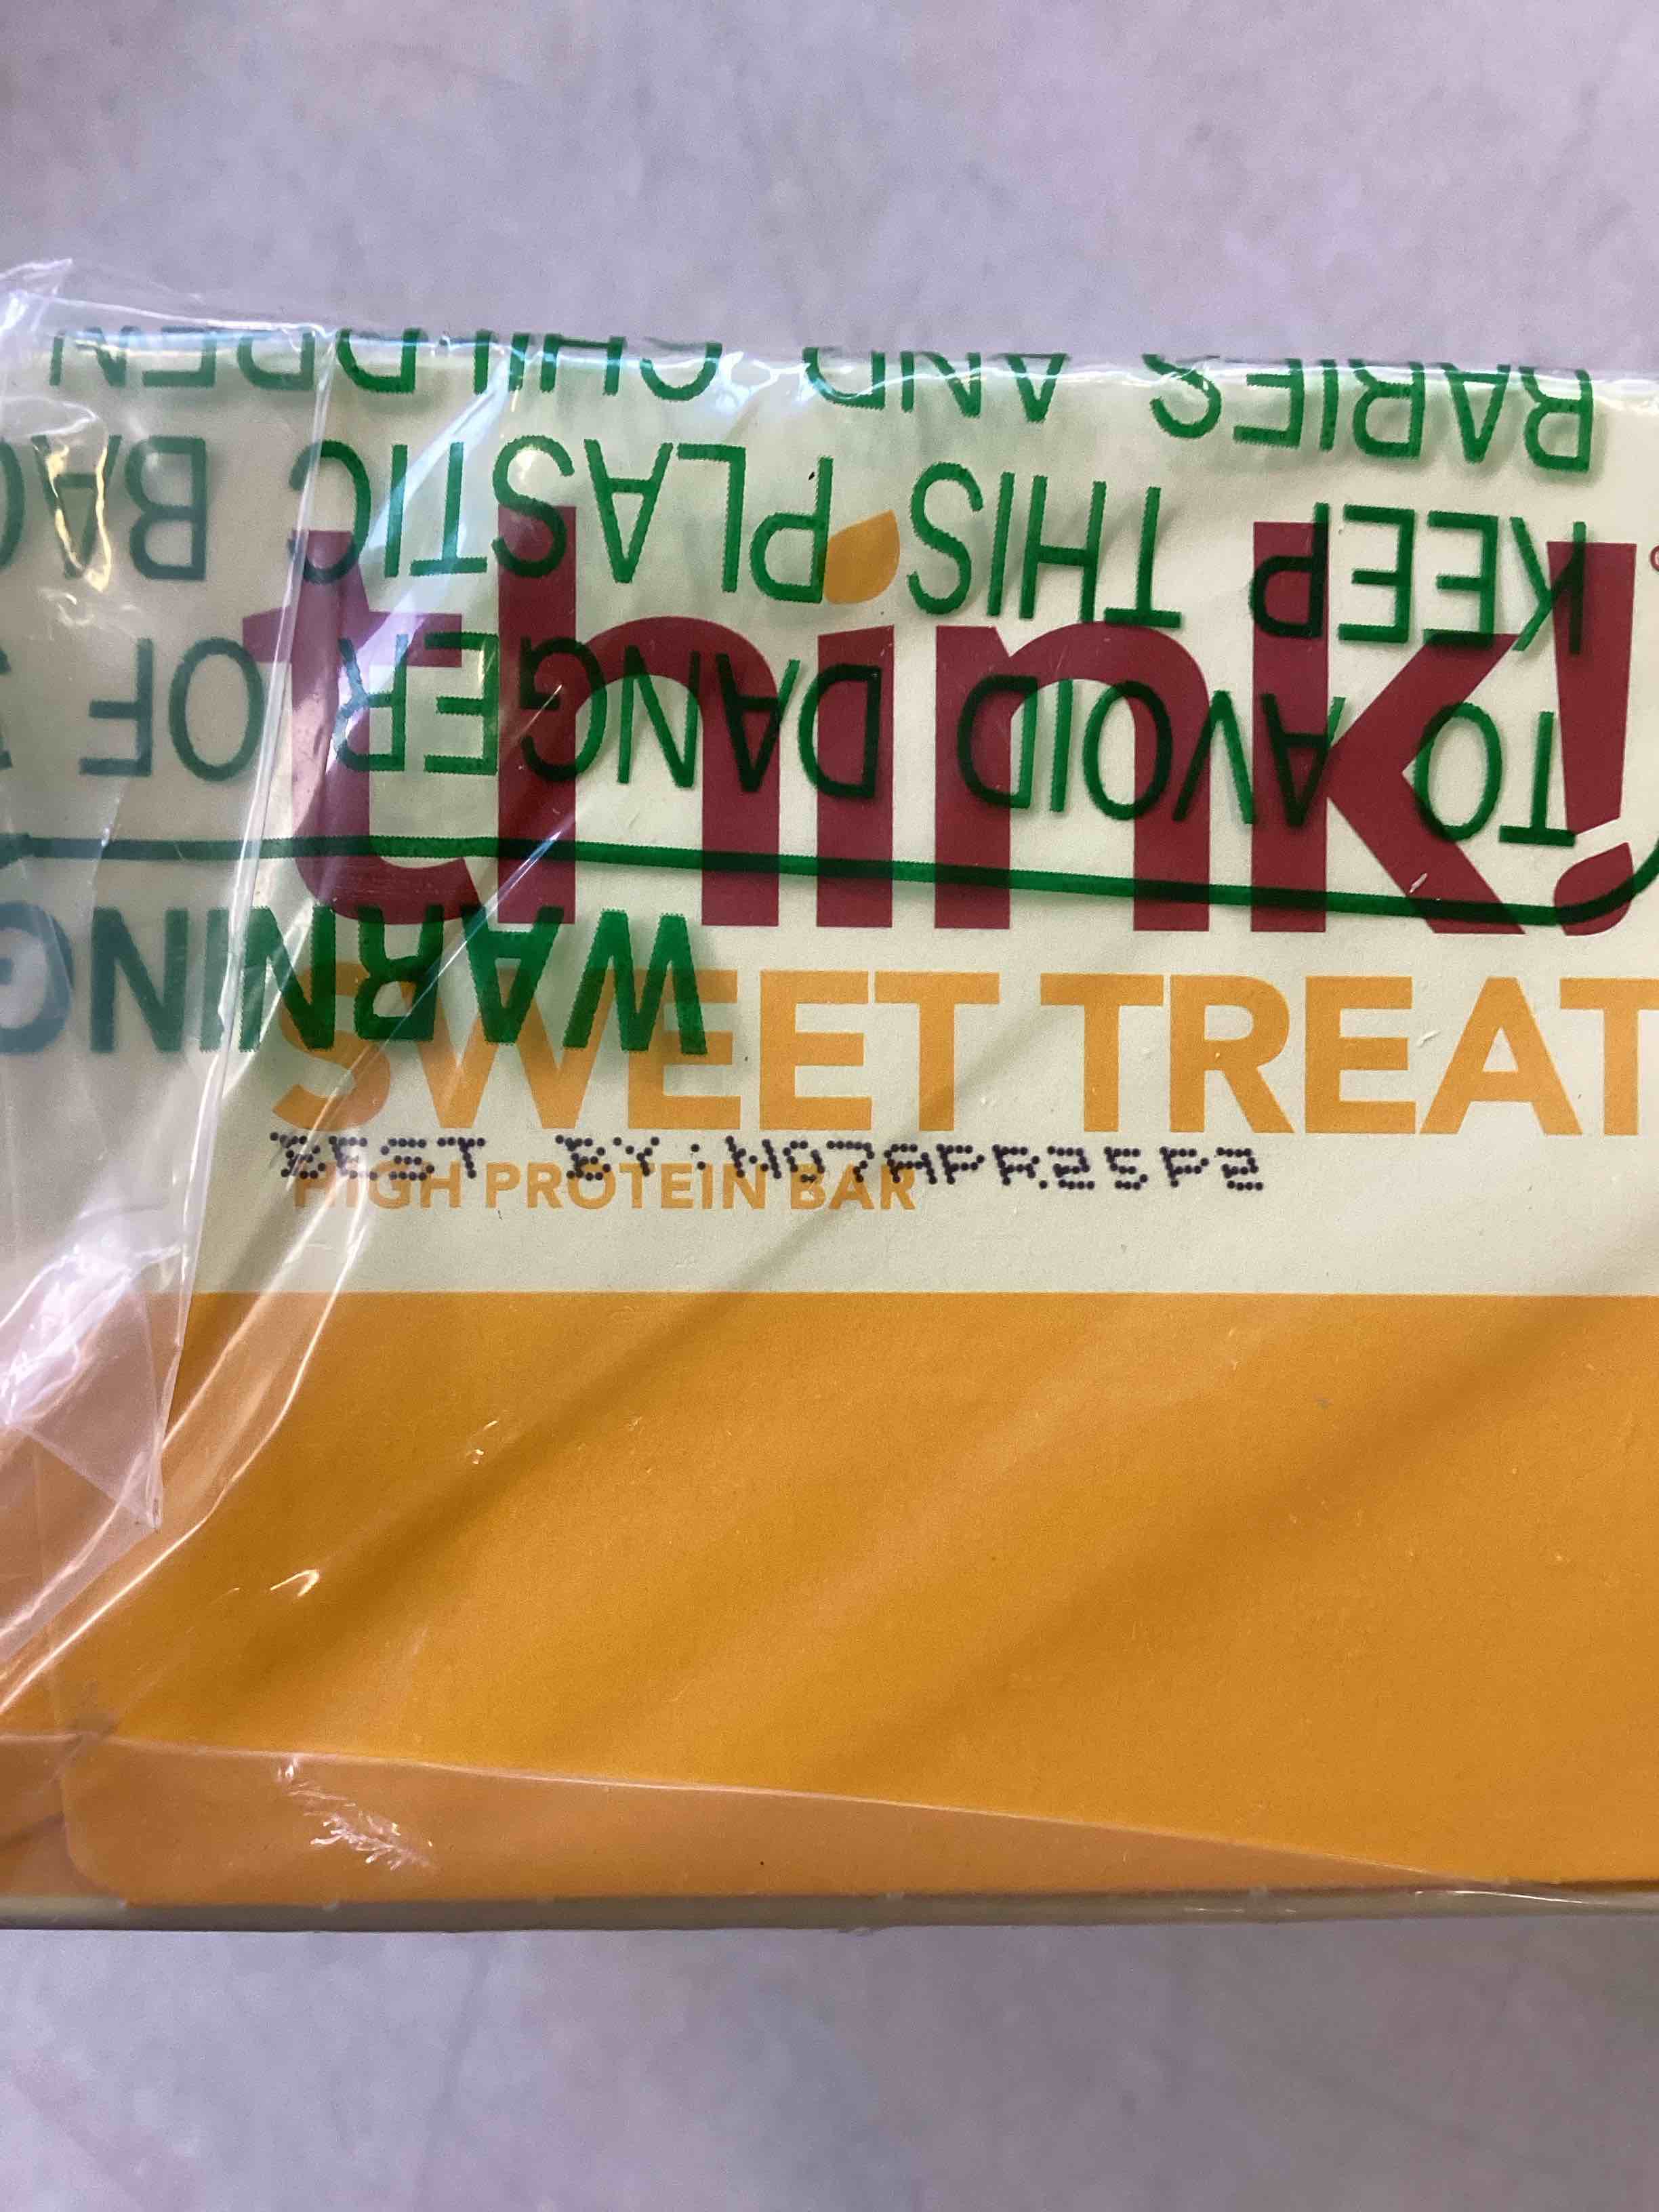 BABIES AND CHILDREN
KEEP THIS PLASTIC BAG
TO AVOID DANGER OF
WARNING
think!
SWEET TREAT
BEST BY:N07APR25P2
HIGH PROTEIN BAR